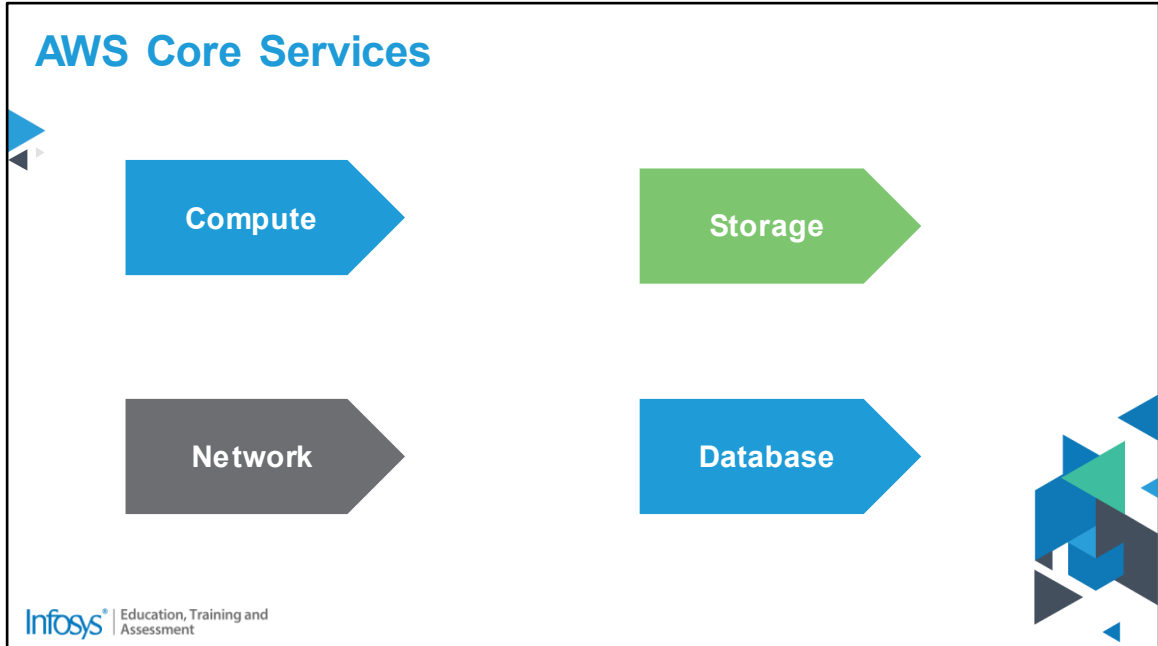 AWS Core Services
Compute
Storage
Network
Database
Infosys® | Education, Training and
Assessment